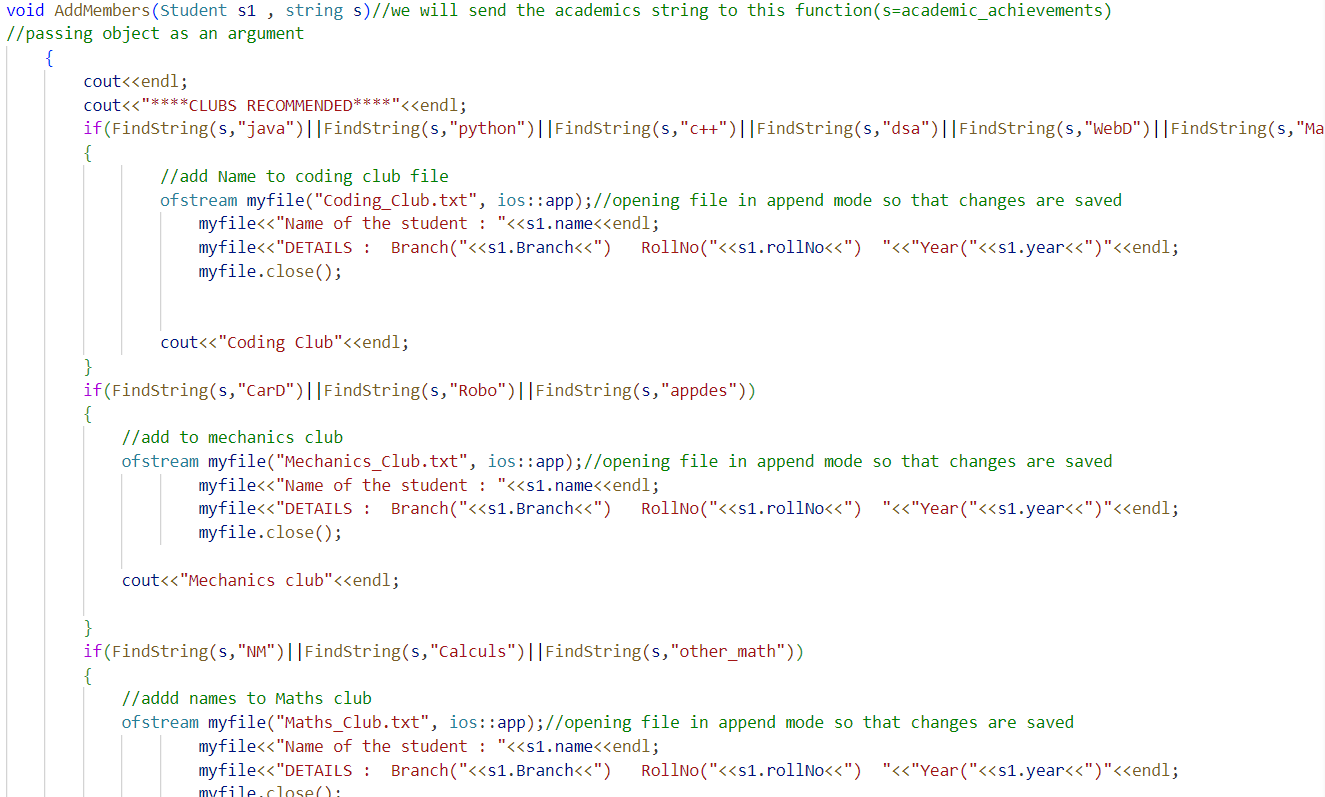 void AddMembers(Student s1 , string s)//we will send the academics string to this function(s=academic_achievements)
//passing object as an argument
{
cout<<endl;
cout<<"****CLUBS RECOMMENDED****"<<endl;
if(FindString(s,"java")||FindString(s,"python")||FindString(s,"c++")||FindString(s,"dsa")||FindString(s,"WebD")||FindString(s,"Ma
{
//add Name to coding club file
ofstream myfile("Coding_Club.txt", ios::app);//opening file in append mode so that changes are saved
myfile<<"Name of the student : "<<s1.name<<endl;
myfile<<"DETAILS :  Branch("<<s1.Branch<<")   RollNo("<<s1.rollNo<<")  "<<"Year("<<s1.year<<")"<<endl;
myfile.close();
cout<<"Coding Club"<<endl;
}
if(FindString(s,"CarD")||FindString(s,"Robo")||FindString(s,"appdes"))
{
//add to mechanics club
ofstream myfile("Mechanics_Club.txt", ios::app);//opening file in append mode so that changes are saved
myfile<<"Name of the student : "<<s1.name<<endl;
myfile<<"DETAILS :  Branch("<<s1.Branch<<")   RollNo("<<s1.rollNo<<")  "<<"Year("<<s1.year<<")"<<endl;
myfile.close();
cout<<"Mechanics club"<<endl;
}
if(FindString(s,"NM")||FindString(s,"Calculs")||FindString(s,"other_math"))
{
//addd names to Maths club
ofstream myfile("Maths_Club.txt", ios::app);//opening file in append mode so that changes are saved
myfile<<"Name of the student : "<<s1.name<<endl;
myfile<<"DETAILS :  Branch("<<s1.Branch<<")   RollNo("<<s1.rollNo<<")  "<<"Year("<<s1.year<<")"<<endl;
myfile.close();